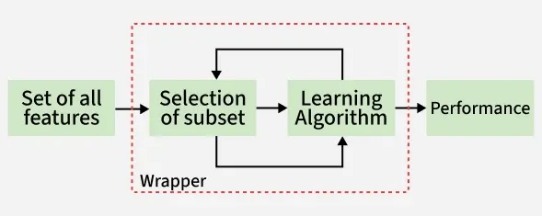 Set of all
features
Selection
of subset
Learning
Algorithm
Performance
Wrapper